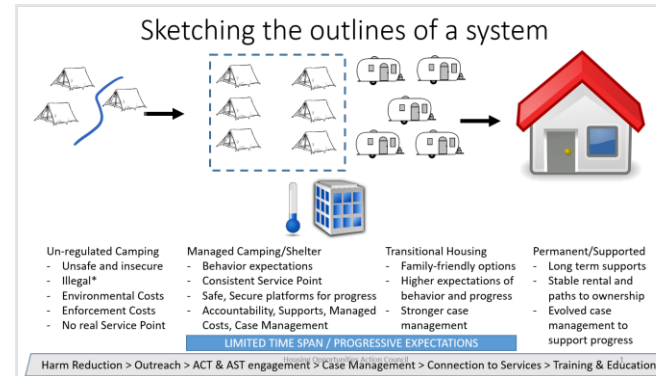 Sketching the outlines of a system
Un-regulated Camping
- Unsafe and insecure
- Illegal*
- Environmental Costs
- Enforcement Costs
- No real Service Point
Managed Camping/Shelter
- Behavior expectations
- Consistent Service Point
- Safe, Secure platforms for progress
- Accountability, Supports, Managed
Costs, Case Management
Transitional Housing
- Family-friendly options
- Higher expectations of
behavior and progress
- Stronger case
management
Permanent/Supported
- Long term supports
- Stable rental and
paths to ownership
- Evolved case
management to
support progress
LIMITED TIME SPAN / PROGRESSIVE EXPECTATIONS
Housing Opportunities Action Council
Harm Reduction > Outreach > ACT & AST engagement > Case Management > Connection to Services > Training & Education